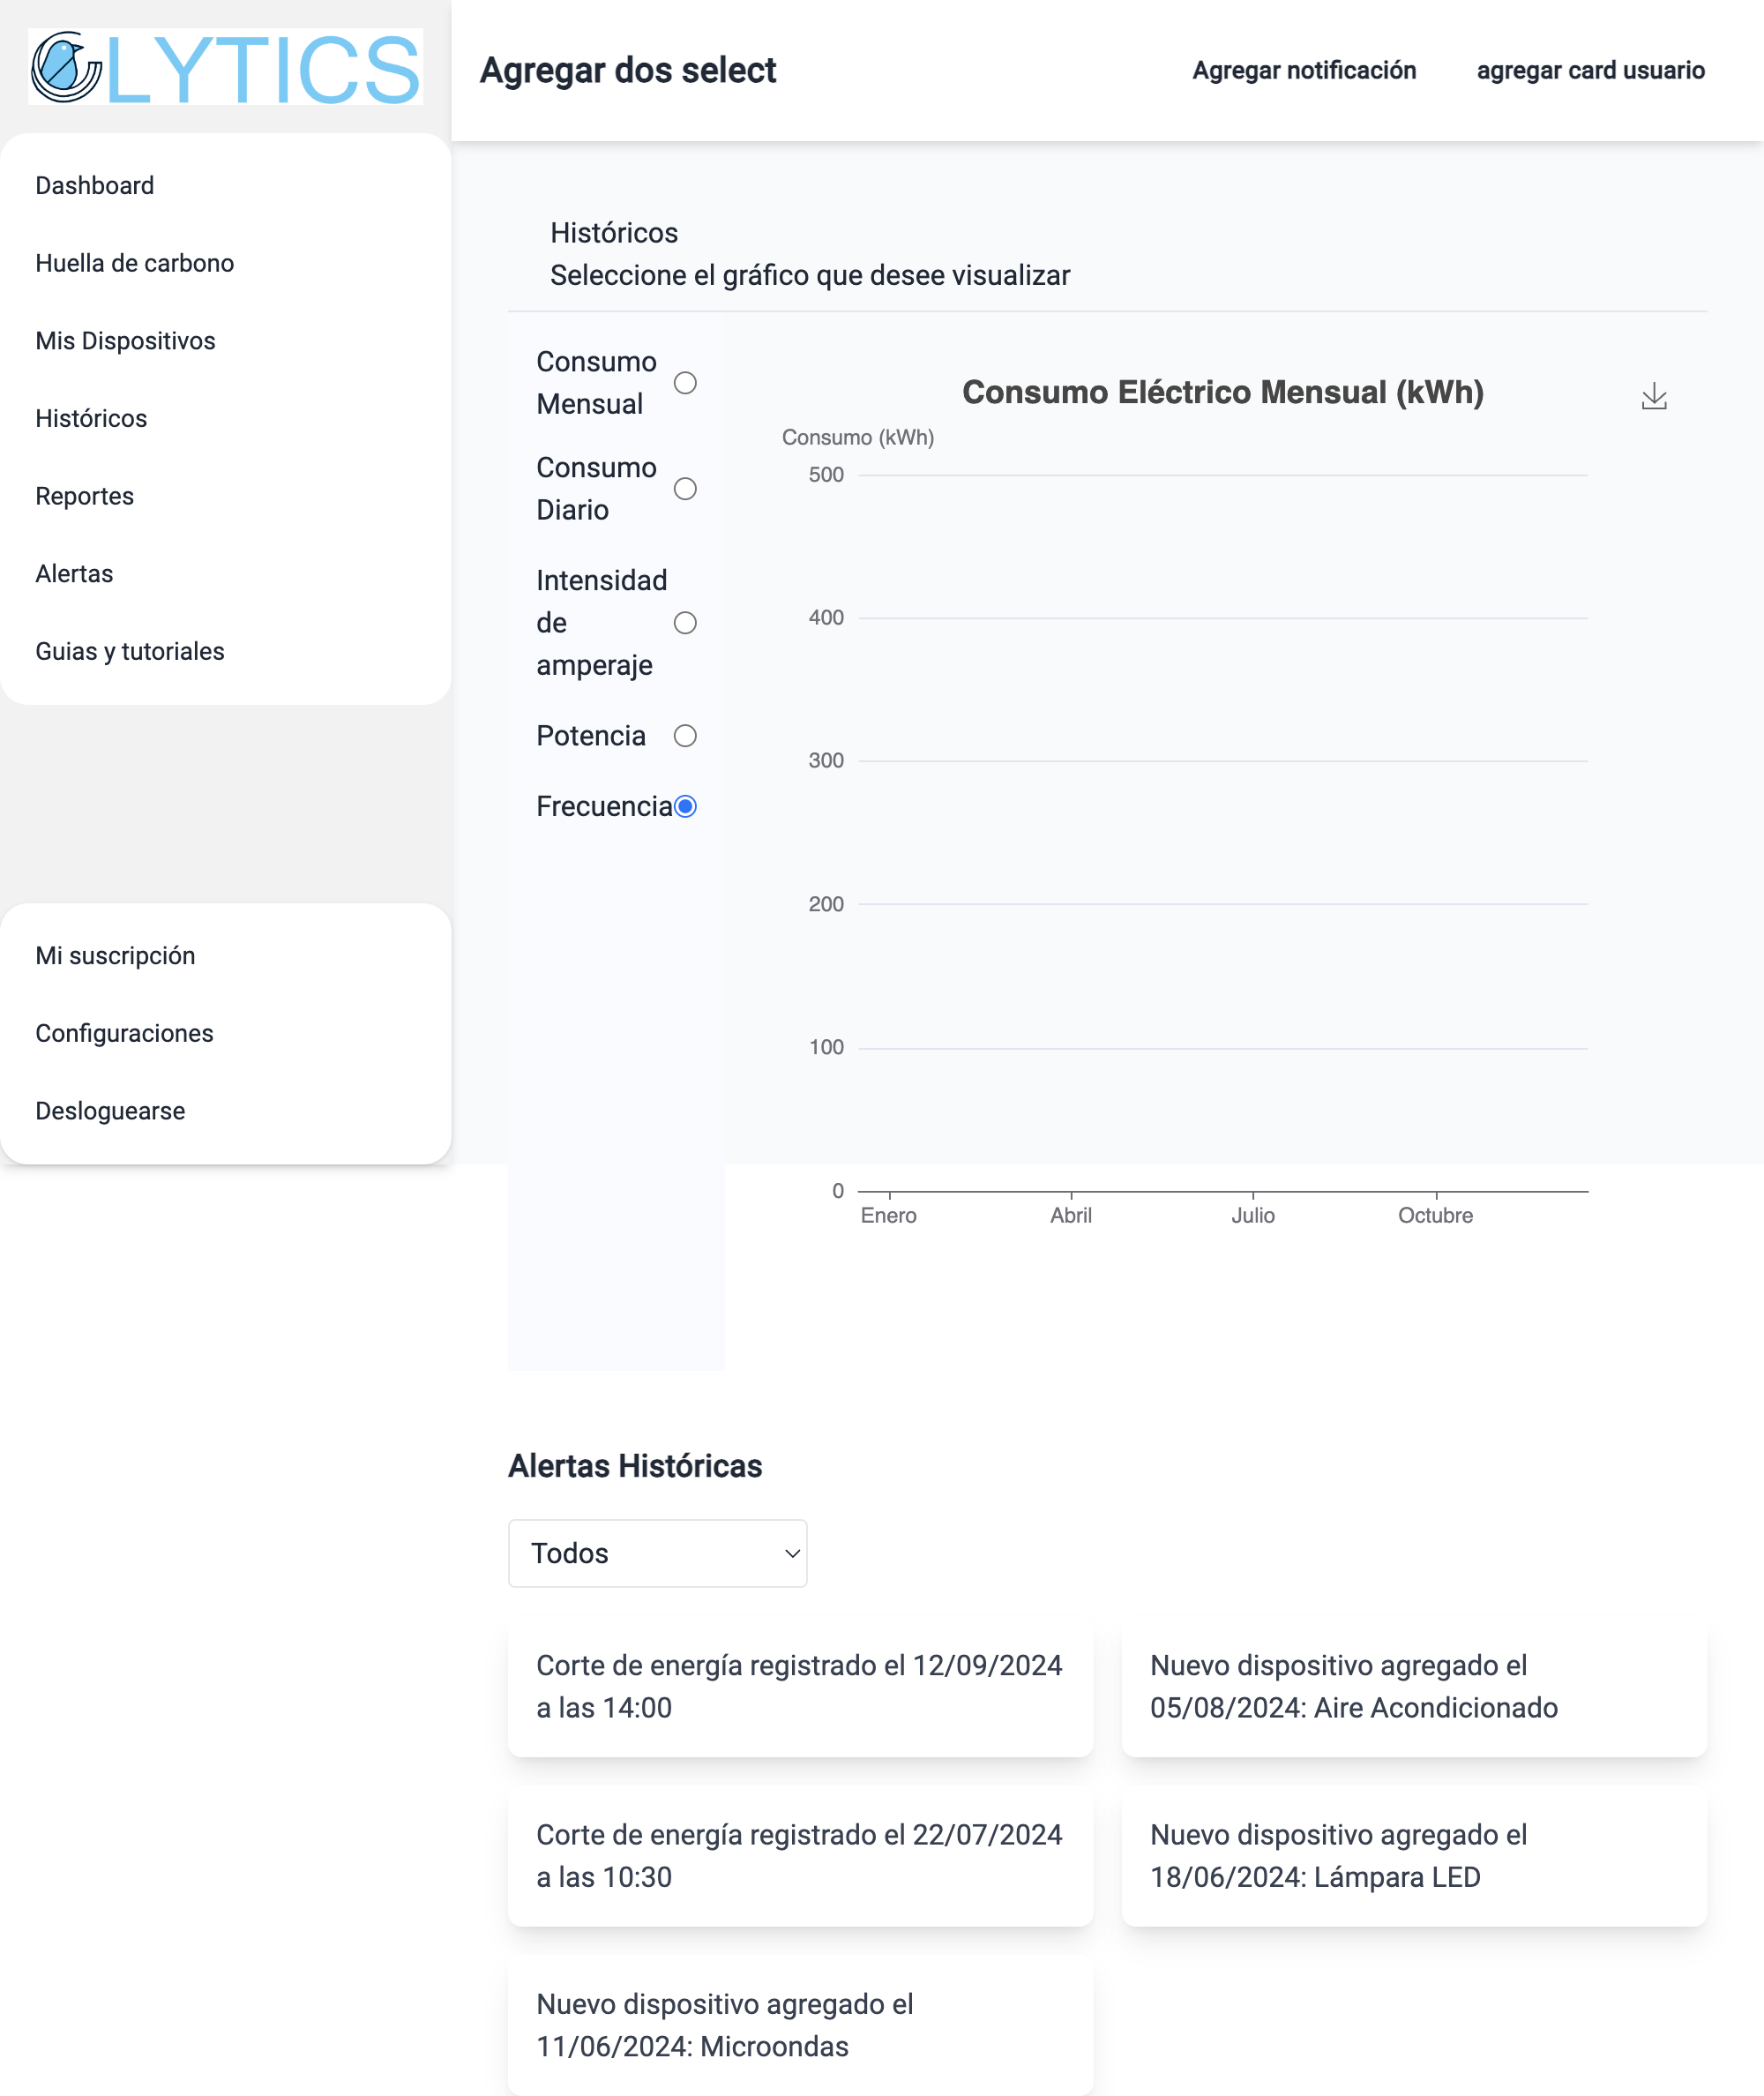 LYTICS
Agregar dos select
Agregar notificación
agregar card usuario
Dashboard
Huella de carbono
Mis Dispositivos
Históricos
Reportes
Alertas
Guias y tutoriales
Mi suscripción
Configuraciones
Desloguearse
Históricos
Seleccione el gráfico que desee visualizar
Consumo
Mensual
Consumo
Diario
Intensidad
de
amperaje
Potencia
Frecuencia
Consumo Eléctrico Mensual (kWh)
Consumo (kWh)
500
400
300
200
100
0
Enero
Abril
Julio
Octubre
Alertas Históricas
Todos
Corte de energía registrado el 12/09/2024
a las 14:00
Nuevo dispositivo agregado el
05/08/2024: Aire Acondicionado
Corte de energía registrado el 22/07/2024
a las 10:30
Nuevo dispositivo agregado el
18/06/2024: Lámpara LED
Nuevo dispositivo agregado el
11/06/2024: Microondas